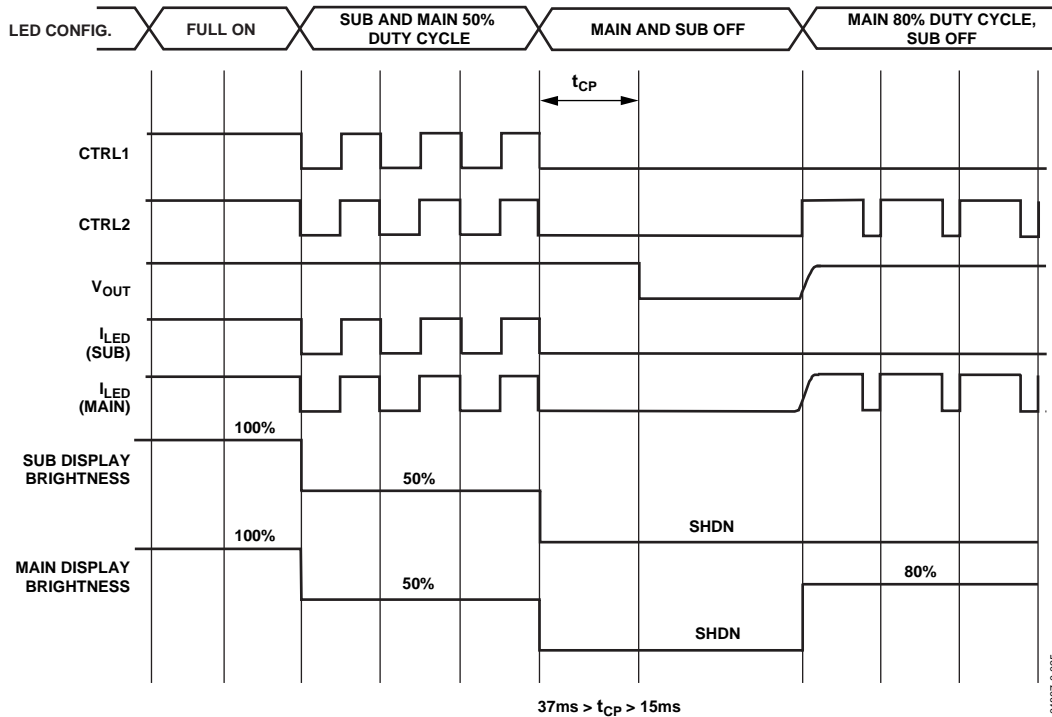 LED CONFIG.
FULL ON
SUB AND MAIN 50%
DUTY CYCLE
MAIN AND SUB OFF
MAIN 80% DUTY CYCLE,
SUB OFF
tCP
CTRL1
CTRL2
VOUT
ILED
(SUB)
ILED
(MAIN)
100%
SUB DISPLAY
BRIGHTNESS
50%
SHDN
100%
MAIN DISPLAY
BRIGHTNESS
50%
80%
SHDN
37ms > tCP > 15ms